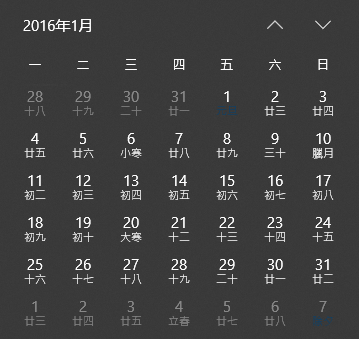 2016年1月
一 二 三 四 五 六 日
28 29 30 31 1 2 3
十八 十九 二十 廿一 廿三 廿四
4 5 6 7 8 9 10
廿五 廿六 小寒 廿八 廿九 三十 臘月
11 12 13 14 15 16 17
初二 初三 初四 初五 初六 初七 初八
18 19 20 21 22 23 24
初九 初十 大寒 十二 十三 十四 十五
25 26 27 28 29 30 31
十六 十七 十八 十九 二十 廿一 廿二
1 2 3 4 5 6 7
廿三 廿四 廿五 立春 廿七 廿八